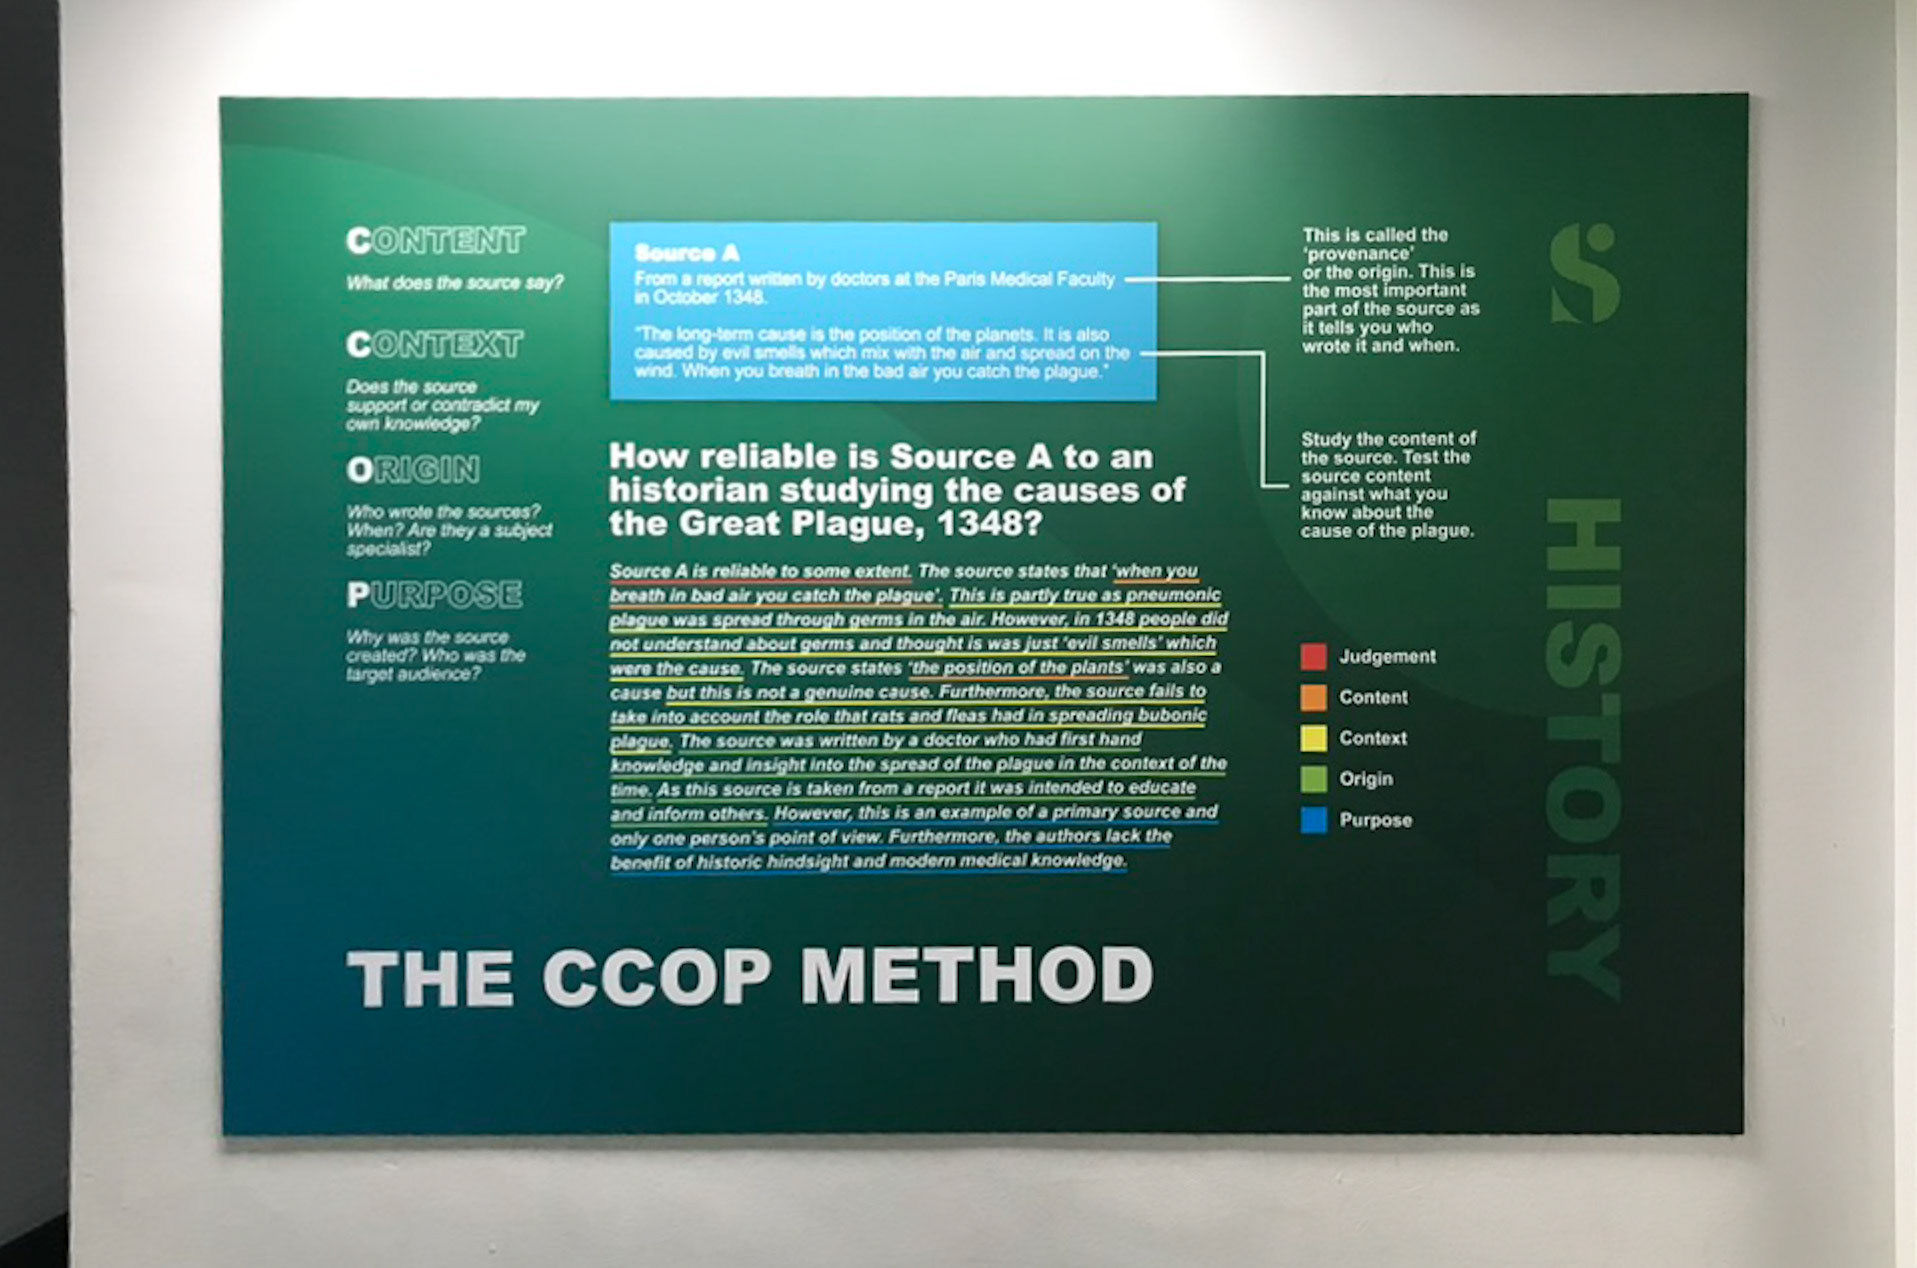 CONTENT
What does the source say?
CONTEXT
Does the source
support or contradict my
own knowledge?
ORIGIN
Who wrote the sources?
When? Are they a subject
specialist?
PURPOSE
Why was the source
created? Who was the
target audience?
Source A
From a report written by doctors at the Paris Medical Faculty
in October 1348.
"The long-term cause is the position of the planets. It is also
caused by evil smells which mix with the air and spread on the
wind. When you breath in the bad air you catch the plague."
How reliable is Source A to an
historian studying the causes of
the Great Plague, 1348?
Source A is reliable to some extent. The source states that 'when you
breath in bad air you catch the plague'. This is partly true as pneumonic
plague was spread through germs in the air. However, in 1348 people did
not understand about germs and thought is was just 'evil smells' which
were the cause. The source states 'the position of the plants' was also a
cause but this is not a genuine cause. Furthermore, the source fails to
take into account the role that rats and fleas had in spreading bubonic
plague. The source was written by a doctor who had first hand
knowledge and insight into the spread of the plague in the context of the
time. As this source is taken from a report it was intended to educate
and inform others. However, this is an example of a primary source and
only one person's point of view. Furthermore, the authors lack the
benefit of historic hindsight and modern medical knowledge.
This is called the
'provenance'
or the origin. This is
the most important
part of the source as
it tells you who
wrote it and when.
Study the content of
the source. Test the
source content
against what you
know about the
cause of the plague.
Judgement
Content
Context
Origin
Purpose
S
HISTORY
THE CCOP METHOD